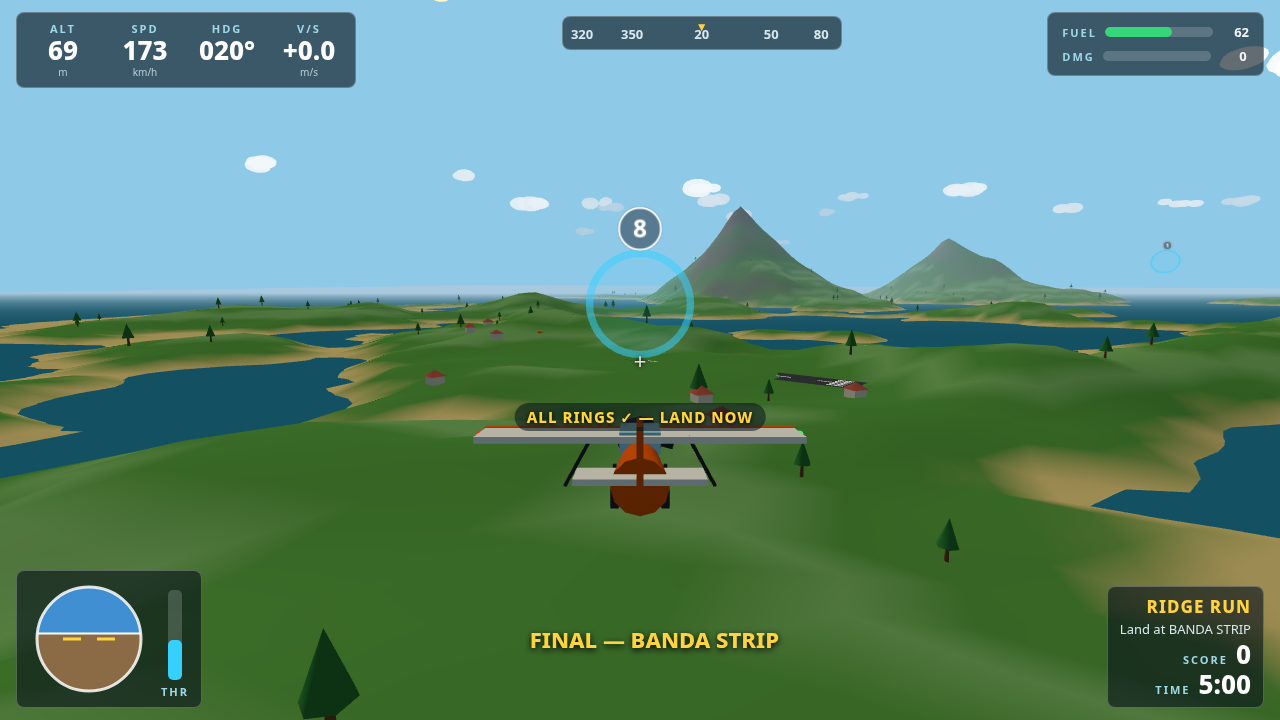 ALT SPD HDG V/S
69 173 020° +0.0
m km/h m/s
320 350 20 50 80
FUEL 62
DMG 0
8
ALL RINGS ✓ — LAND NOW
FINAL — BANDA STRIP
THR
RIDGE RUN
Land at BANDA STRIP
SCORE 0
TIME 5:00